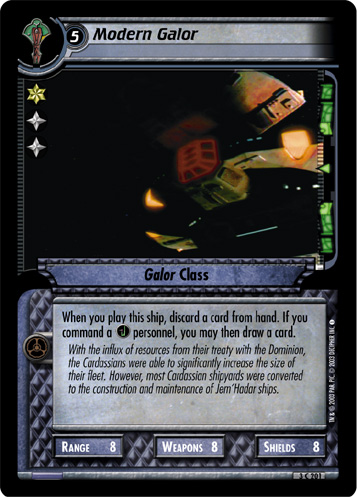 5 Modern Galor
Galor Class
When you play this ship, discard a card from hand. If you
command a personnel, you may then draw a card.
With the influx of resources from their treaty with the Dominion,
the Cardassians were able to significantly increase the size of
their fleet. However, most Cardassian shipyards were converted
to the construction and maintenance of Jem'Hadar ships.
RANGE 8 WEAPONS 8 SHIELDS 8
TM & © 2003 PAR. PIC. © 2003 DECIPHER INC.
3 C 201